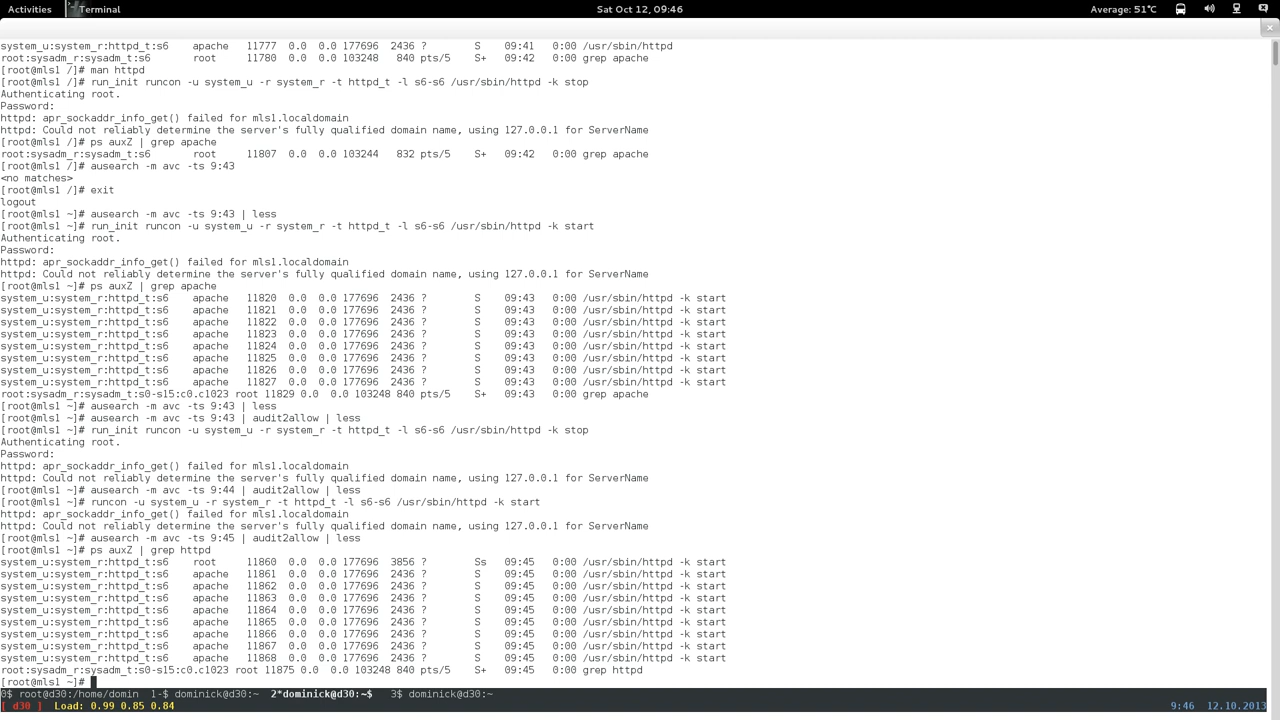 Activities Terminal Sat Oct 12, 09:46 Average: 51°C
system_u:system_r:httpd_t:s6    apache   11777  0.0  0.0 177696  2436 ?        S    09:41   0:00 /usr/sbin/httpd
root:sysadm_r:sysadm_t:s6       root     11780  0.0  0.0 103248   840 pts/5    S+   09:42   0:00 grep apache
[root@mls1 /]# man httpd
[root@mls1 /]# run_init runcon -u system_u -r system_r -t httpd_t -l s6-s6 /usr/sbin/httpd -k stop
Authenticating root.
Password:
httpd: apr_sockaddr_info_get() failed for mls1.localdomain
httpd: Could not reliably determine the server's fully qualified domain name, using 127.0.0.1 for ServerName
[root@mls1 /]# ps auxZ | grep apache
root:sysadm_r:sysadm_t:s6       root     11807  0.0  0.0 103244   832 pts/5    S+   09:42   0:00 grep apache
[root@mls1 /]# ausearch -m avc -ts 9:43
<no matches>
[root@mls1 /]# exit
logout
[root@mls1 ~]# ausearch -m avc -ts 9:43 | less
[root@mls1 ~]# run_init runcon -u system_u -r system_r -t httpd_t -l s6-s6 /usr/sbin/httpd -k start
Authenticating root.
Password:
httpd: apr_sockaddr_info_get() failed for mls1.localdomain
httpd: Could not reliably determine the server's fully qualified domain name, using 127.0.0.1 for ServerName
[root@mls1 ~]# ps auxZ | grep apache
system_u:system_r:httpd_t:s6    apache   11820  0.0  0.0 177696  2436 ?        S    09:43   0:00 /usr/sbin/httpd -k start
system_u:system_r:httpd_t:s6    apache   11821  0.0  0.0 177696  2436 ?        S    09:43   0:00 /usr/sbin/httpd -k start
system_u:system_r:httpd_t:s6    apache   11822  0.0  0.0 177696  2436 ?        S    09:43   0:00 /usr/sbin/httpd -k start
system_u:system_r:httpd_t:s6    apache   11823  0.0  0.0 177696  2436 ?        S    09:43   0:00 /usr/sbin/httpd -k start
system_u:system_r:httpd_t:s6    apache   11824  0.0  0.0 177696  2436 ?        S    09:43   0:00 /usr/sbin/httpd -k start
system_u:system_r:httpd_t:s6    apache   11825  0.0  0.0 177696  2436 ?        S    09:43   0:00 /usr/sbin/httpd -k start
system_u:system_r:httpd_t:s6    apache   11826  0.0  0.0 177696  2436 ?        S    09:43   0:00 /usr/sbin/httpd -k start
system_u:system_r:httpd_t:s6    apache   11827  0.0  0.0 177696  2436 ?        S    09:43   0:00 /usr/sbin/httpd -k start
root:sysadm_r:sysadm_t:s0-s15:c0.c1023 root 11829 0.0  0.0 103248 840 pts/5    S+   09:43   0:00 grep apache
[root@mls1 ~]# ausearch -m avc -ts 9:43 | less
[root@mls1 ~]# ausearch -m avc -ts 9:43 | audit2allow | less
[root@mls1 ~]# run_init runcon -u system_u -r system_r -t httpd_t -l s6-s6 /usr/sbin/httpd -k stop
Authenticating root.
Password:
httpd: apr_sockaddr_info_get() failed for mls1.localdomain
httpd: Could not reliably determine the server's fully qualified domain name, using 127.0.0.1 for ServerName
[root@mls1 ~]# ausearch -m avc -ts 9:44 | audit2allow | less
[root@mls1 ~]# runcon -u system_u -r system_r -t httpd_t -l s6-s6 /usr/sbin/httpd -k start
httpd: apr_sockaddr_info_get() failed for mls1.localdomain
httpd: Could not reliably determine the server's fully qualified domain name, using 127.0.0.1 for ServerName
[root@mls1 ~]# ausearch -m avc -ts 9:45 | audit2allow | less
[root@mls1 ~]# ps auxZ | grep httpd
system_u:system_r:httpd_t:s6    root     11860  0.0  0.0 177696  3856 ?        Ss   09:45   0:00 /usr/sbin/httpd -k start
system_u:system_r:httpd_t:s6    apache   11861  0.0  0.0 177696  2436 ?        S    09:45   0:00 /usr/sbin/httpd -k start
system_u:system_r:httpd_t:s6    apache   11862  0.0  0.0 177696  2436 ?        S    09:45   0:00 /usr/sbin/httpd -k start
system_u:system_r:httpd_t:s6    apache   11863  0.0  0.0 177696  2436 ?        S    09:45   0:00 /usr/sbin/httpd -k start
system_u:system_r:httpd_t:s6    apache   11864  0.0  0.0 177696  2436 ?        S    09:45   0:00 /usr/sbin/httpd -k start
system_u:system_r:httpd_t:s6    apache   11865  0.0  0.0 177696  2436 ?        S    09:45   0:00 /usr/sbin/httpd -k start
system_u:system_r:httpd_t:s6    apache   11866  0.0  0.0 177696  2436 ?        S    09:45   0:00 /usr/sbin/httpd -k start
system_u:system_r:httpd_t:s6    apache   11867  0.0  0.0 177696  2436 ?        S    09:45   0:00 /usr/sbin/httpd -k start
system_u:system_r:httpd_t:s6    apache   11868  0.0  0.0 177696  2436 ?        S    09:45   0:00 /usr/sbin/httpd -k start
root:sysadm_r:sysadm_t:s0-s15:c0.c1023 root 11875 0.0  0.0 103248 840 pts/5    S+   09:45   0:00 grep httpd
[root@mls1 ~]#
0$ root@d30:/home/domin  1-$ dominick@d30:~  2*dominick@d30:~$   3$ dominick@d30:~
[ d30 ] Load: 0.99 0.85 0.84 9:46 12.10.2013